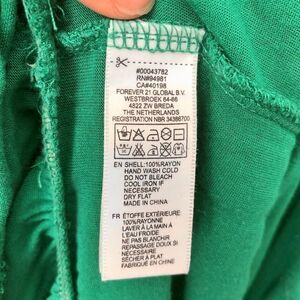 #00043782
RN#94981
CA#40198
FOREVER 21 GLOBAL B.V.
WESTBROEK 64-66
4822 ZW BREDA
THE NETHERLANDS
REGISTRATION NBR 34366700
EN SHELL:100%RAYON
HAND WASH COLD
DO NOT BLEACH
COOL IRON IF
NECESSARY
DRY FLAT
MADE IN CHINA
FR ÉTOFFE EXTÉRIEURE
:100%RAYONNE
LAVER À LA MAIN À
L'EAU FROIDE
NE PAS BLANCHIR
REPASSAGE DOUX SI
NÉCESSAIRE
SÉCHER À PLAT
FABRIQUÉ EN CHINE